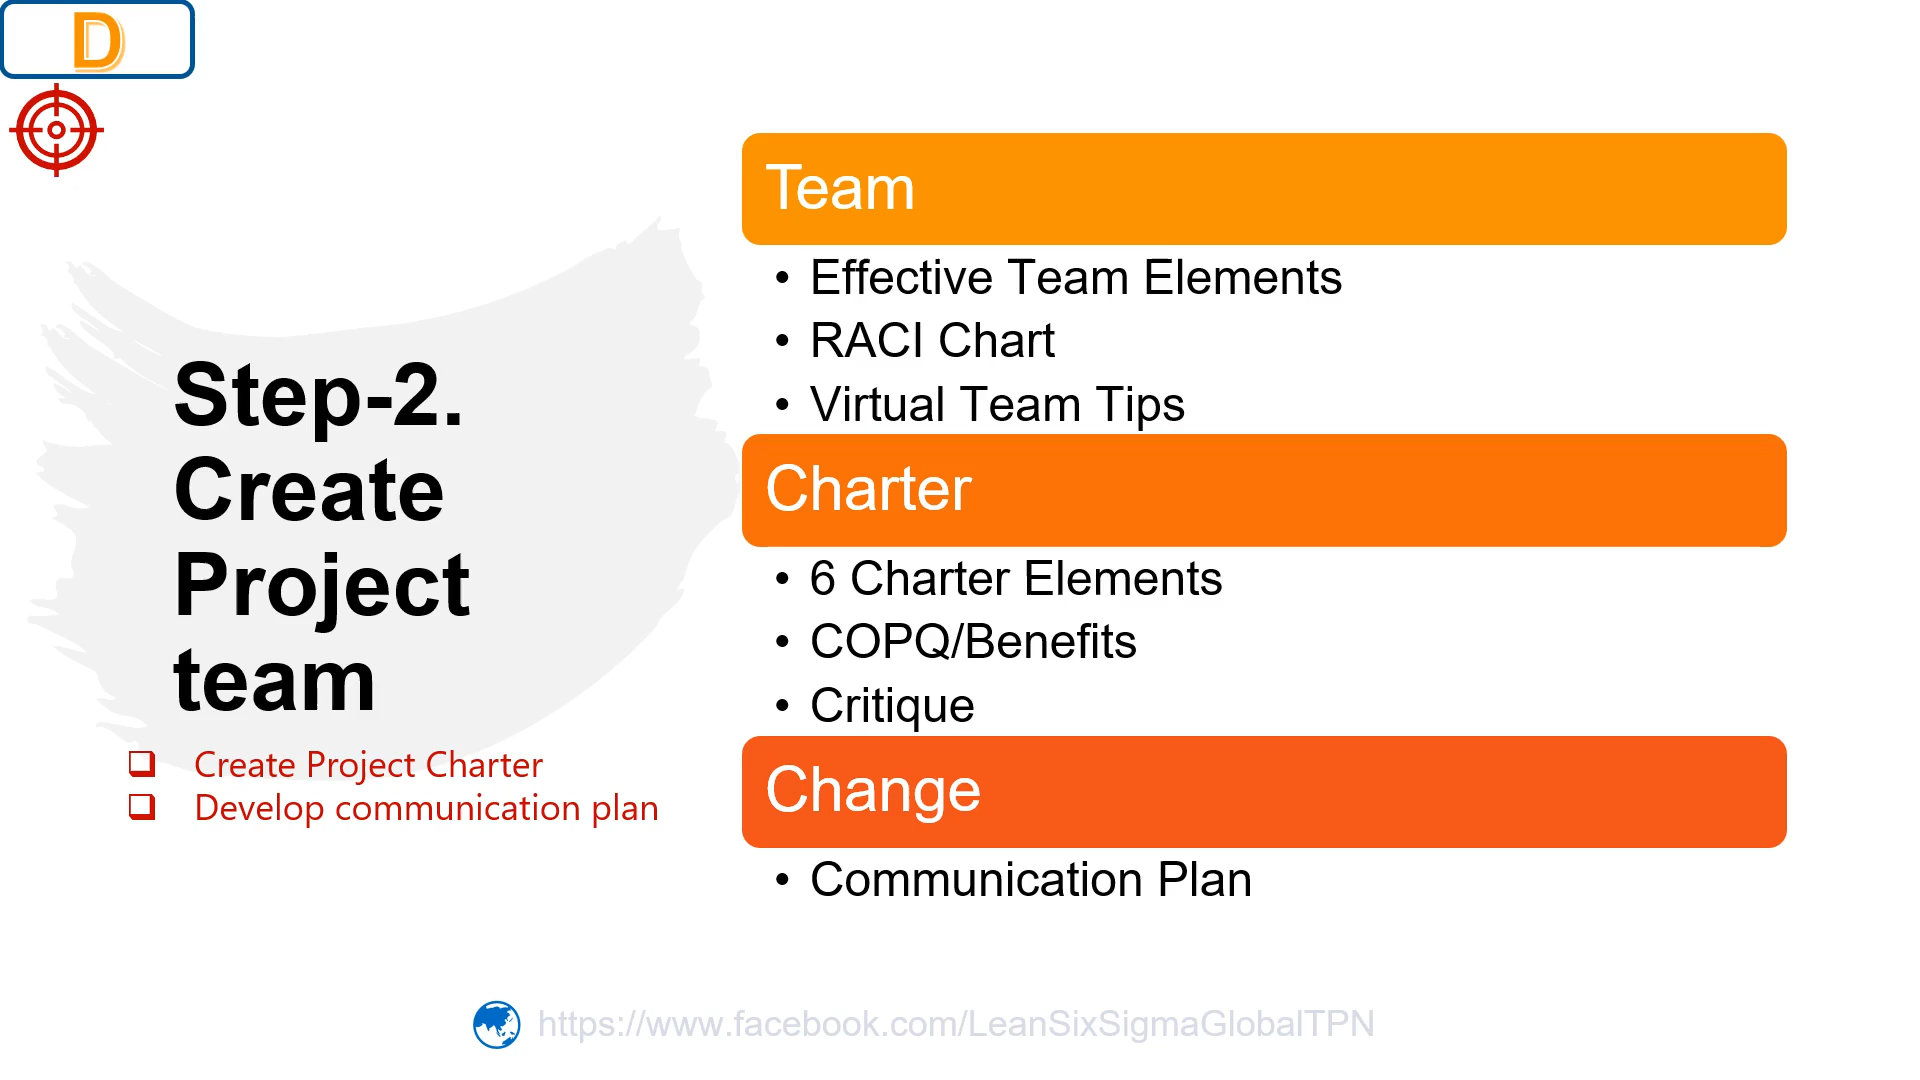 D
Step-2.
Create
Project
team
❑ Create Project Charter
❑ Develop communication plan
Team
• Effective Team Elements
• RACI Chart
• Virtual Team Tips
Charter
• 6 Charter Elements
• COPQ/Benefits
• Critique
Change
• Communication Plan
https://www.facebook.com/LeanSixSigmaGlobalTPN